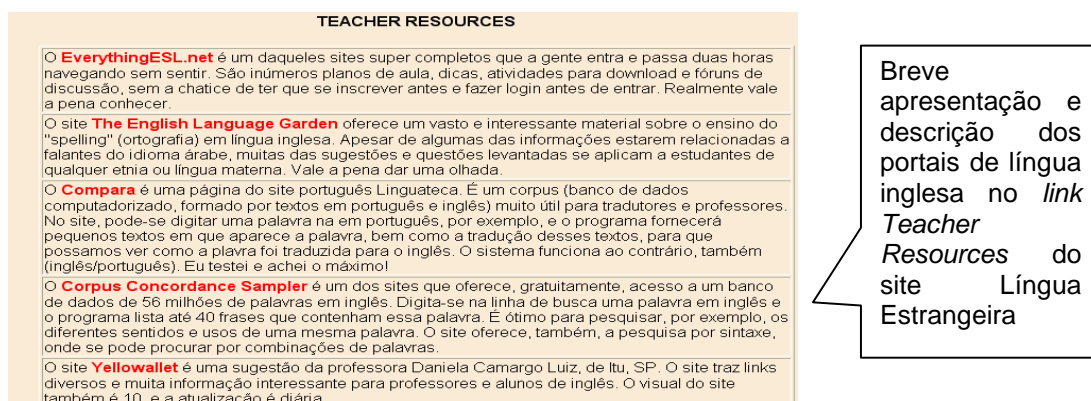 TEACHER RESOURCES
O EverythingESL.net é um daqueles sites super completos que a gente entra e passa duas horas
navegando sem sentir. São inúmeros planos de aula, dicas, atividades para download e fóruns de
discussão, sem a chatice de ter que se inscrever antes e fazer login antes de entrar. Realmente vale
a pena conhecer.
O site The English Language Garden oferece um vasto e interessante material sobre o ensino do
"spelling" (ortografia) em língua inglesa. Apesar de algumas das informações estarem relacionadas a
falantes do idioma árabe, muitas das sugestões e questões levantadas se aplicam a estudantes de
qualquer etnia ou língua materna. Vale a pena dar uma olhada.
O Compara é uma página do site português Linguateca. É um corpus (banco de dados
computadorizado, formado por textos em português e inglês) muito útil para tradutores e professores.
No site, pode-se digitar uma palavra na em português, por exemplo, e o programa fornecerá
pequenos textos em que aparece a palavra, bem como a tradução desses textos, para que
possamos ver como a plavra foi traduzida para o inglês. O sistema funciona ao contrário, também
(inglês/português). Eu testei e achei o máximo!
O Corpus Concordance Sampler é um dos sites que oferece, gratuitamente, acesso a um banco
de dados de 56 milhões de palavras em inglês. Digita-se na linha de busca uma palavra em inglês e
o programa lista até 40 frases que contenham essa palavra. É ótimo para pesquisar, por exemplo, os
diferentes sentidos e usos de uma mesma palavra. O site oferece, também, a pesquisa por sintaxe,
onde se pode procurar por combinações de palavras.
O site Yellowallet é uma sugestão da professora Daniela Camargo Luiz, de Itu, SP. O site traz links
diversos e muita informação interessante para professores e alunos de inglês. O visual do site
também é 10, e a atualização é diária.
Breve
apresentação e
descrição dos
portais de língua
inglesa no link
Teacher
Resources do
site Língua
Estrangeira